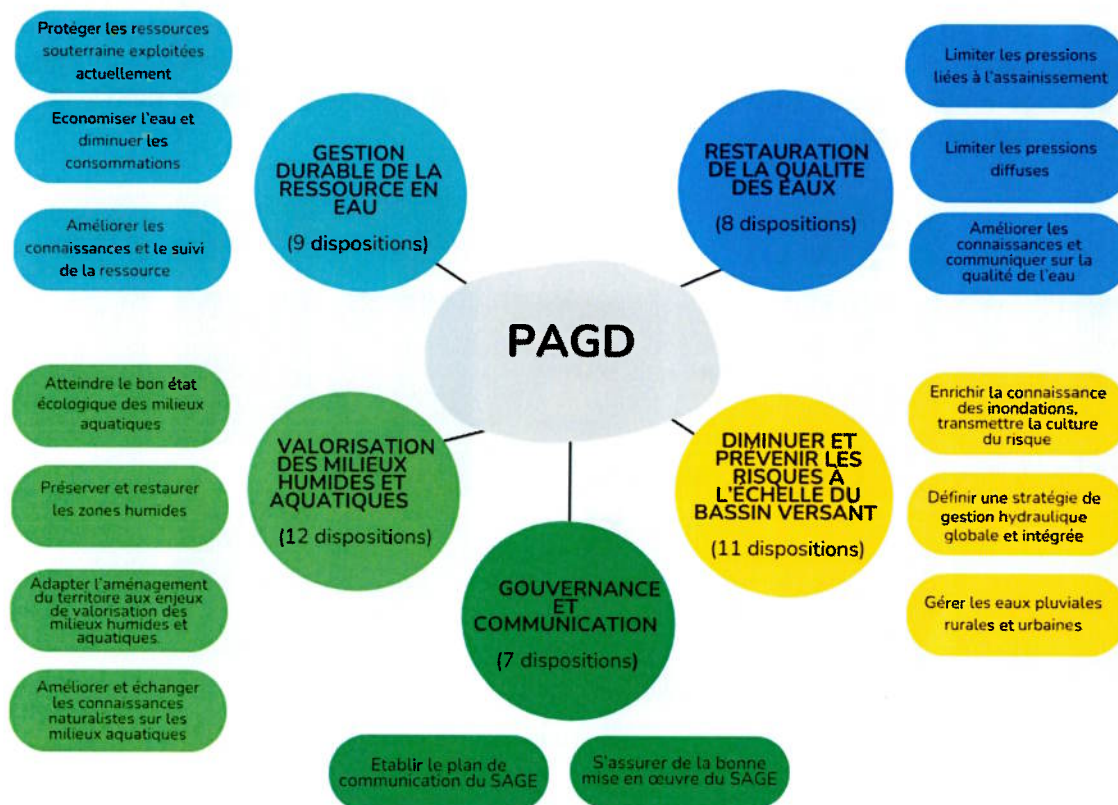 Protéger les ressources
souterraine exploitées
actuellement
Economiser l'eau et
diminuer les
consommations
Améliorer les
connaissances et le suivi
de la ressource
GESTION
DURABLE DE LA
RESSOURCE EN
EAU
(9 dispositions)
RESTAURATION
DE LA QUALITE
DES EAUX
(8 dispositions)
Limiter les pressions
liées à l'assainissement
Limiter les pressions
diffuses
Améliorer les
connaissances et
communiquer sur la
qualité de l'eau
PAGD
Atteindre le bon état
écologique des milieux
aquatiques
Préserver et restaurer
les zones humides
Adapter l'aménagement
du territoire aux enjeux
de valorisation des
milieux humides et
aquatiques.
Améliorer et échanger
les connaissances
naturalistes sur les
milieux aquatiques
VALORISATION
DES MILIEUX
HUMIDES ET
AQUATIQUES
(12 dispositions)
DIMINUER ET
PRÉVENIR LES
RISQUES À
L'ÉCHELLE DU
BASSIN VERSANT
(11 dispositions)
Enrichir la connaissance
des inondations,
transmettre la culture
du risque
Définir une stratégie de
gestion hydraulique
globale et intégrée
Gérer les eaux pluviales
rurales et urbaines
GOUVERNANCE
ET
COMMUNICATION
(7 dispositions)
Etablir le plan de
communication du SAGE
S'assurer de la bonne
mise en œuvre du SAGE